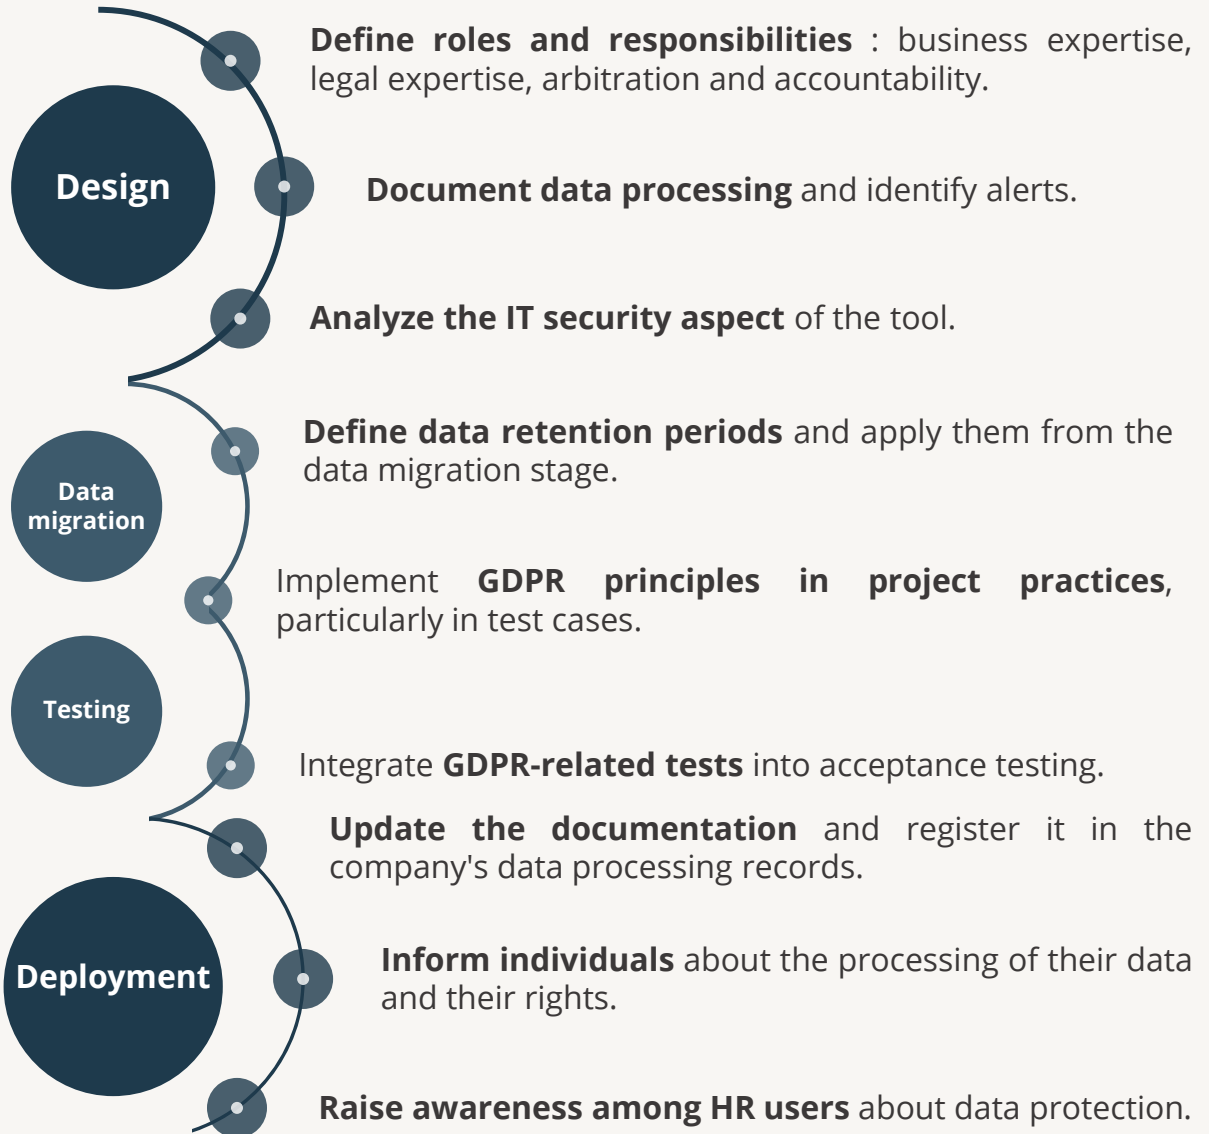 Define roles and responsibilities : business expertise,
legal expertise, arbitration and accountability.
Design
Document data processing and identify alerts.
Analyze the IT security aspect of the tool.
Define data retention periods and apply them from the
data migration stage.
Data
migration
Implement GDPR principles in project practices,
particularly in test cases.
Testing
Integrate GDPR-related tests into acceptance testing.
Update the documentation and register it in the
company's data processing records.
Deployment
Inform individuals about the processing of their data
and their rights.
Raise awareness among HR users about data protection.